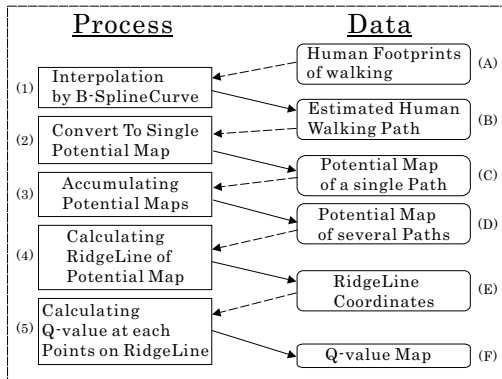 Process
Data
Human Footprints
of walking
(A)
(1)
Interpolation
by B-SplineCurve
Estimated Human
Walking Path
(B)
(2)
Convert To Single
Potential Map
Potential Map
of a single Path
(C)
(3)
Accumulating
Potential Maps
Potential Map
of several Paths
(D)
(4)
Calculating
RidgeLine of
Potential Map
RidgeLine
Coordinates
(E)
(5)
Calculating
Q-value at each
Points on RidgeLine
Q-value Map
(F)